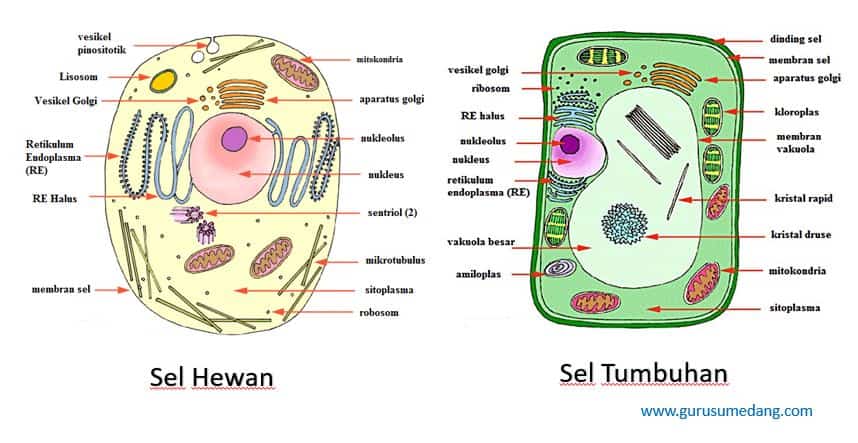 vesikel
pinositotik
Lisosom
Vesikel Golgi
Retikulum
Endoplasma
(RE)
RE Halus
membran sel
mitokondria
aparatus golgi
nukleolus
nukleus
sentriol (2)
mikrotubulus
sitoplasma
robosom
Sel Hewan
vesikel golgi
ribosom
RE halus
nukleolus
nukleus
retikulum
endoplasma (RE)
vakuola besar
amiloplas
dinding sel
membran sel
aparatus golgi
kloroplas
membran
vakuola
kristal rapid
kristal druse
mitokondria
sitoplasma
Sel Tumbuhan
www.gurusumedang.com